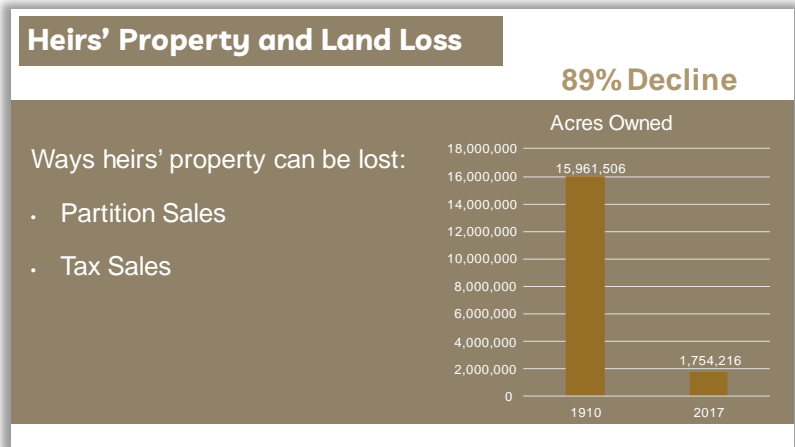 Heirs’ Property and Land Loss
89% Decline
Ways heirs’ property can be lost:
• Partition Sales
• Tax Sales
Acres Owned
18,000,000
16,000,000
14,000,000
12,000,000
10,000,000
8,000,000
6,000,000
4,000,000
2,000,000
0
15,961,506
1,754,216
1910
2017